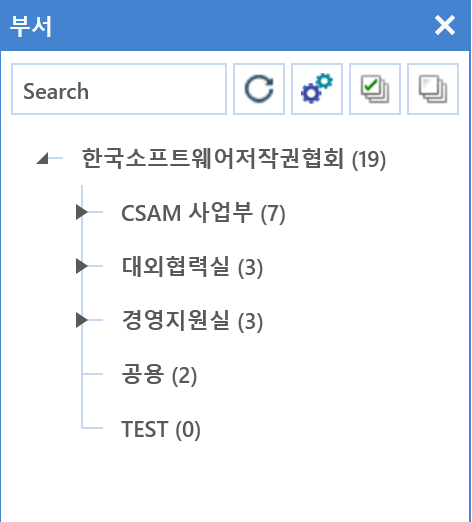 부서
Search
한국소프트웨어저작권협회 (19)
CSAM 사업부 (7)
대외협력실 (3)
경영지원실 (3)
공용 (2)
TEST (0)